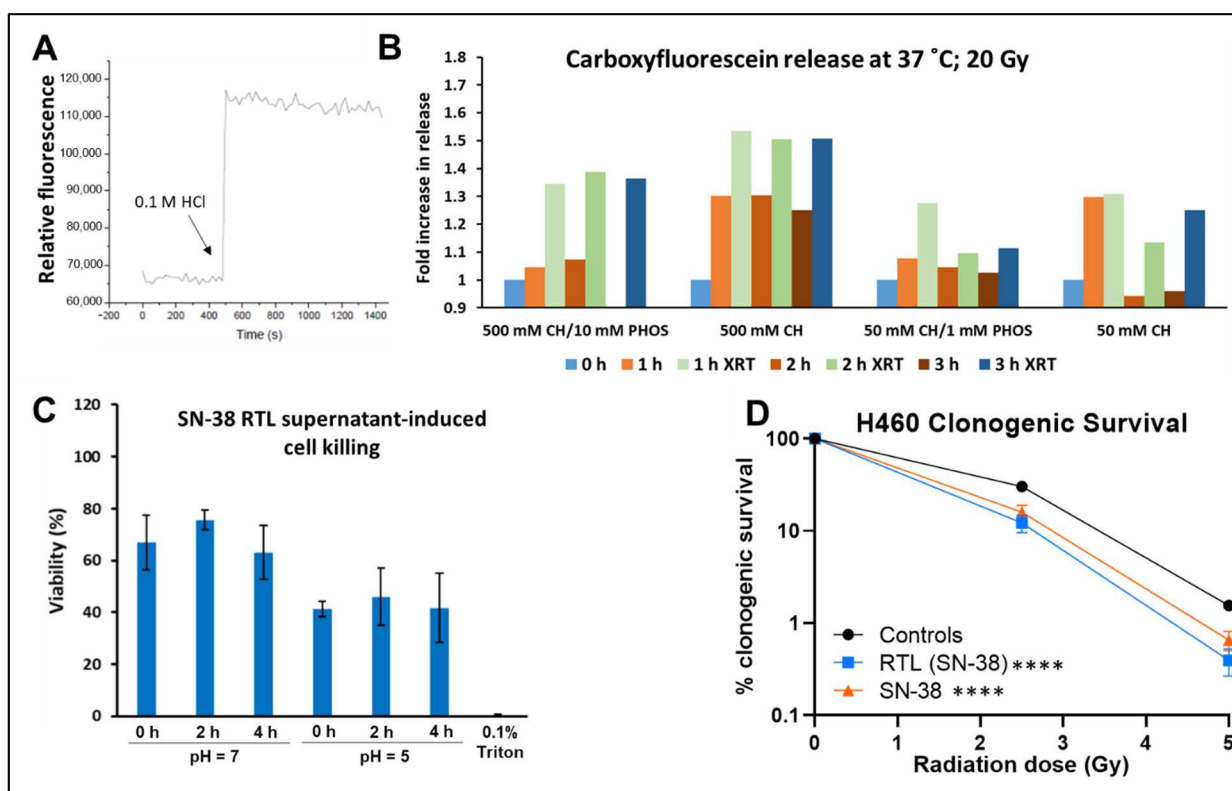 A
Relative fluorescence
120,000
110,000
100,000
90,000
80,000
70,000
60,000
0.1 M HCl
−200 0 200 400 600 800 1000 1200 1400
Time (s)
B
Carboxyfluorescein release at 37 ˚C; 20 Gy
Fold increase in release
1.8
1.7
1.6
1.5
1.4
1.3
1.2
1.1
1
0.9
500 mM CH/10 mM PHOS 500 mM CH 50 mM CH/1 mM PHOS 50 mM CH
0 h 1 h 1 h XRT 2 h 2 h XRT 3 h 3 h XRT
C
SN-38 RTL supernatant-induced
cell killing
Viability (%)
120
100
80
60
40
20
0
0 h 2 h 4 h 0 h 2 h 4 h 0.1%
Triton
pH = 7 pH = 5
D
H460 Clonogenic Survival
% clonogenic survival
100
10
1
0.1
Controls
RTL (SN-38) ****
SN-38 ****
0 1 2 3 4 5
Radiation dose (Gy)